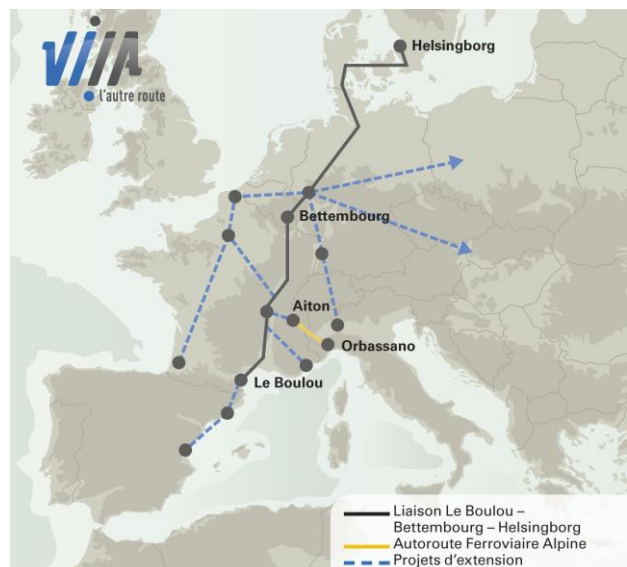 VIIA
l'autre route
Helsingborg
Bettembourg
Aiton
Orbassano
Le Boulou
Liaison Le Boulou –
Bettembourg – Helsingborg
Autoroute Ferroviaire Alpine
Projets d'extension